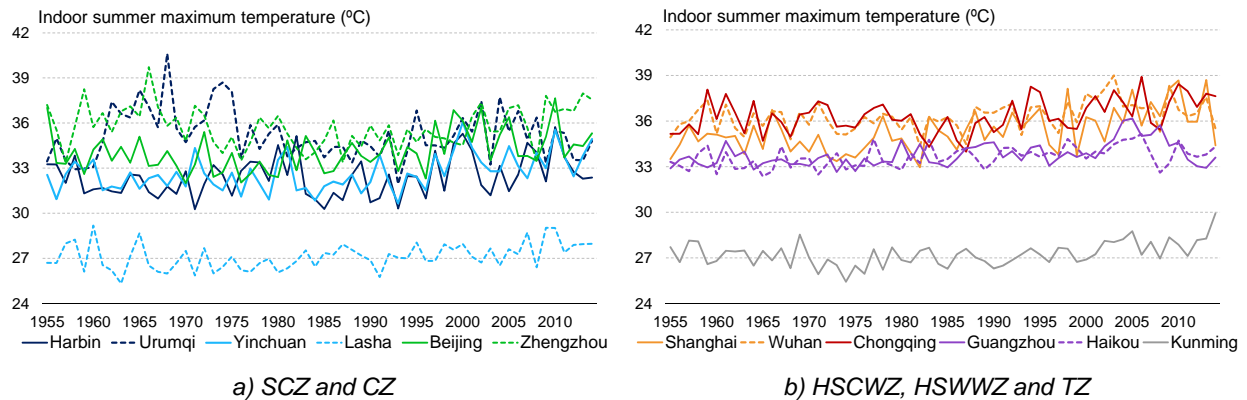 Indoor summer maximum temperature (ºC)
42
39
36
33
30
27
24
1955 1960 1965 1970 1975 1980 1985 1990 1995 2000 2005 2010
Harbin Urumqi Yinchuan Lasha Beijing Zhengzhou
a) SCZ and CZ
Indoor summer maximum temperature (ºC)
42
39
36
33
30
27
24
1955 1960 1965 1970 1975 1980 1985 1990 1995 2000 2005 2010
Shanghai Wuhan Chongqing Guangzhou Haikou Kunming
b) HSCWZ, HSWWZ and TZ